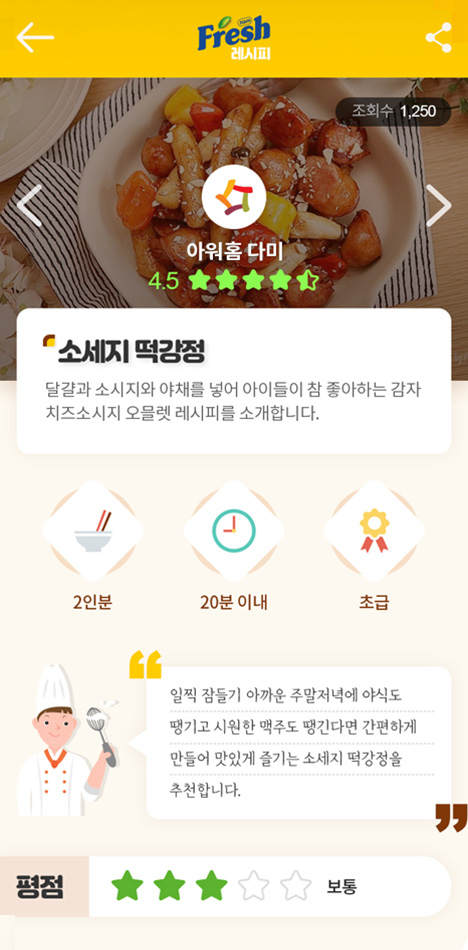 Fresh
레시피
조회수 1,250
아워홈 다미
4.5
소세지 떡강정
달걀과 소시지와 야채를 넣어 아이들이 참 좋아하는 감자
치즈소시지 오믈렛 레시피를 소개합니다.
2인분
20분 이내
초급
일찍 잠들기 아까운 주말저녁에 야식도
땡기고 시원한 맥주도 땡긴다면 간편하게
만들어 맛있게 즐기는 소세지 떡강정을
추천합니다.
평점
보통